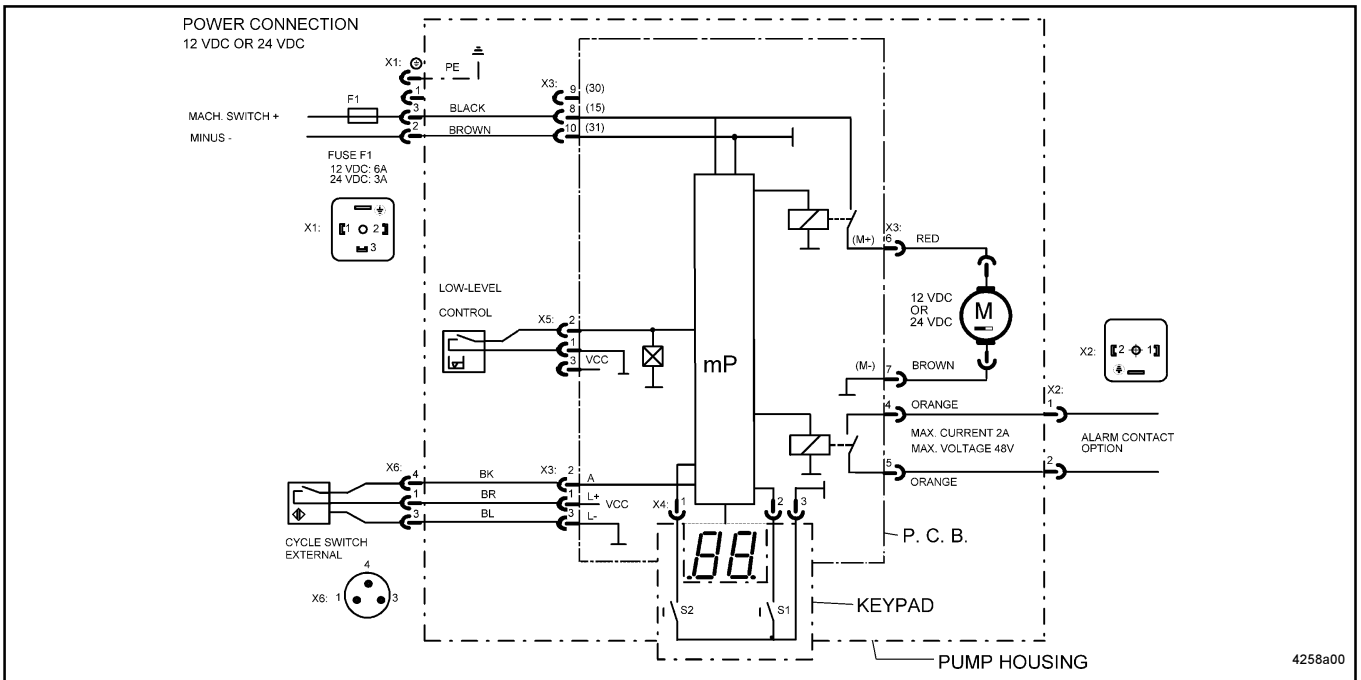 POWER CONNECTION
12 VDC OR 24 VDC
X1:
PE
1
F1
3
BLACK
MACH. SWITCH +
2
BROWN
MINUS -
X3:
9 (30)
8 (15)
10 (31)
FUSE F1
12 VDC: 6A
24 VDC: 3A
X1:
1 2
3
LOW-LEVEL
CONTROL
X5:
2
1
3
VCC
mP
X3:
(M+) 6
RED
12 VDC
OR
24 VDC
M
(M-) 7
BROWN
X2:
2 1
4
ORANGE
X2:
1
MAX. CURRENT 2A
MAX. VOLTAGE 48V
ALARM CONTACT
OPTION
5
ORANGE
2
X6:
4
BK
X3:
2
A
1
BR
1
L+
VCC
3
BL
3
L-
CYCLE SWITCH
EXTERNAL
4
X6: 1
3
X4:
1
2
3
88
S2
S1
P. C. B.
KEYPAD
PUMP HOUSING
4258a00